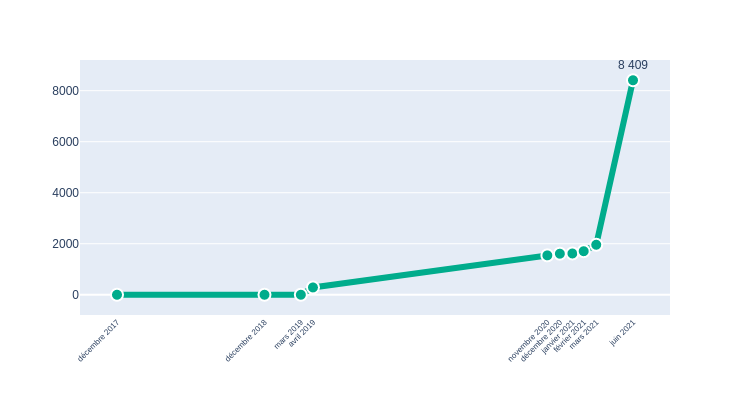 8 409
8000
6000
4000
2000
0
décembre 2017
décembre 2018
mars 2019
avril 2019
novembre 2020
décembre 2020
janvier 2021
février 2021
mars 2021
juin 2021